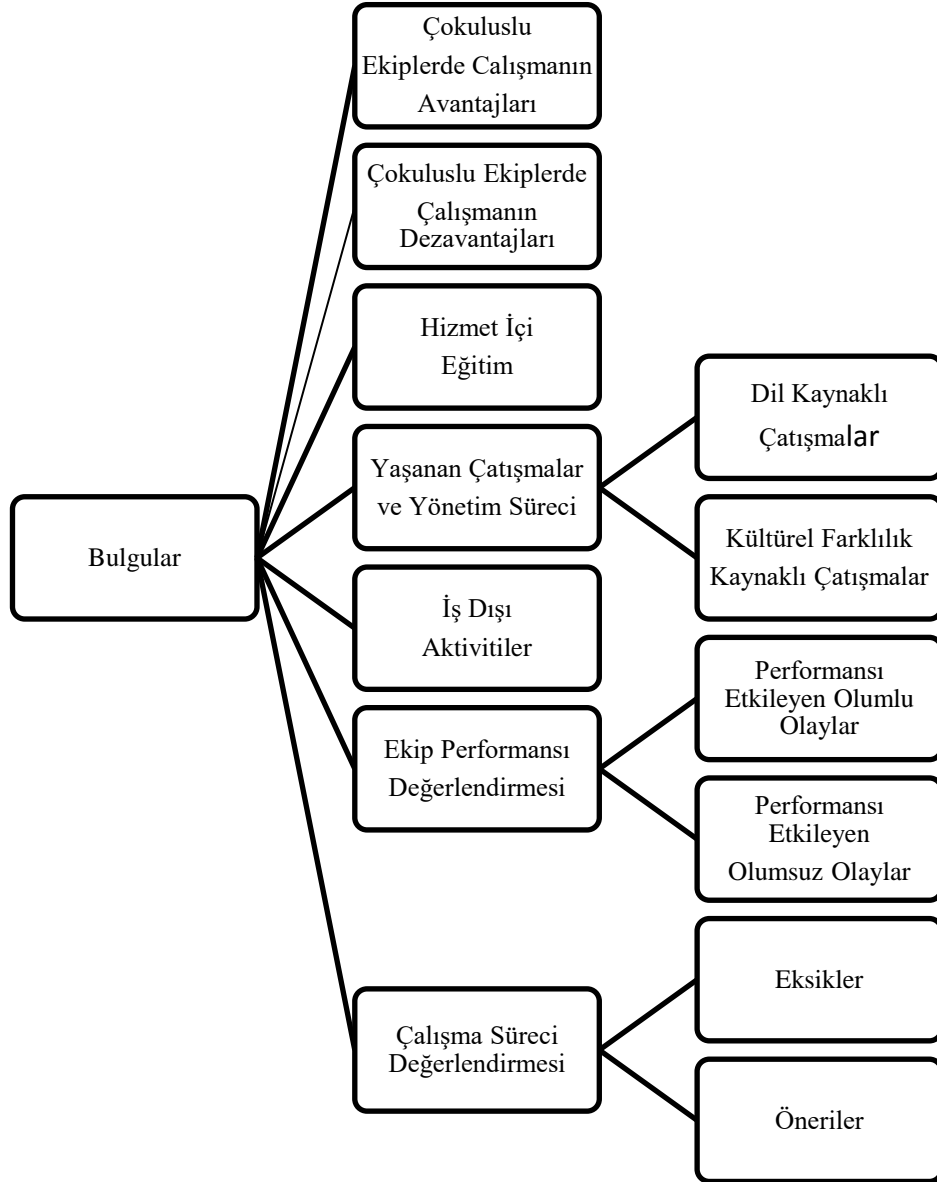 Çokuluslu
Ekiplerde Calışmanın
Avantajları
Çokuluslu Ekiplerde
Çalışmanın
Dezavantajları
Hizmet İçi
Eğitim
Dil Kaynaklı
Çatışmalar
Yaşanan Çatışmalar
ve Yönetim Süreci
Bulgular
Kültürel Farklılık
Kaynaklı Çatışmalar
İş Dışı
Aktivitiler
Performansı
Etkileyen Olumlu
Olaylar
Ekip Performansı
Değerlendirmesi
Performansı
Etkileyen
Olumsuz Olaylar
Eksikler
Çalışma Süreci
Değerlendirmesi
Öneriler